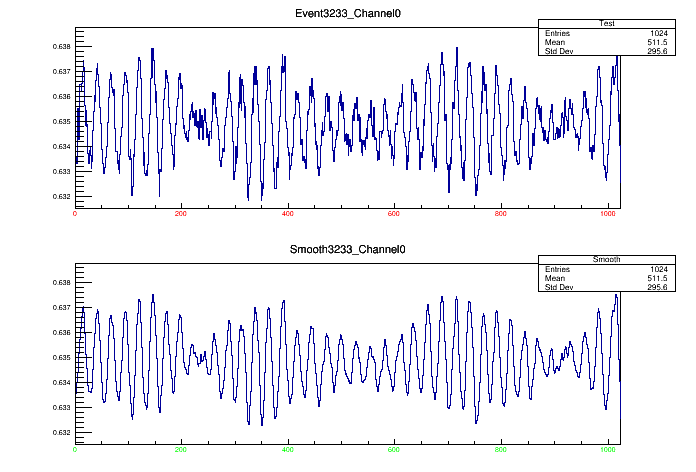 Event3233_Channel0
Test
Entries 1024
Mean 511.5
Std Dev 295.6
0.638
0.637
0.636
0.635
0.634
0.633
0.632
0 200 400 600 800 1000
Smooth3233_Channel0
Smooth
Entries 1024
Mean 511.5
Std Dev 295.6
0.638
0.637
0.636
0.635
0.634
0.633
0.632
0 200 400 600 800 1000